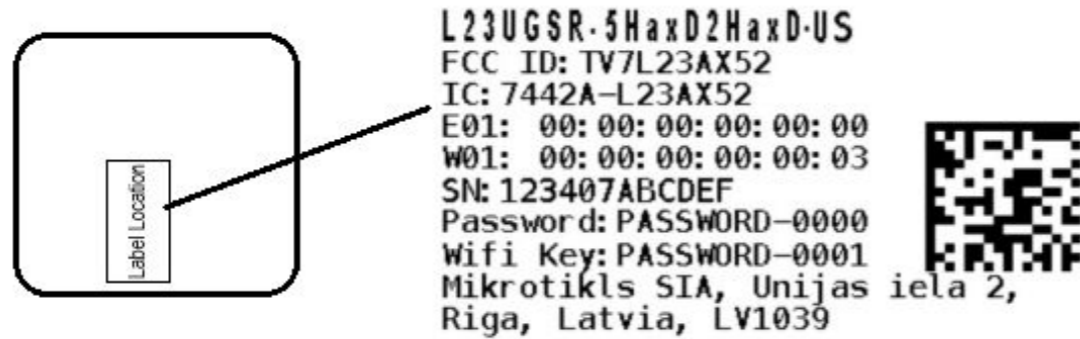 Label Location
L23UGSR-5HaxD2HaxD-US
FCC ID: TV7L23AX52
IC: 7442A-L23AX52
E01: 00:00:00:00:00:00
W01: 00:00:00:00:00:03
SN: 123407ABCDEF
Password: PASSWORD-0000
Wifi Key: PASSWORD-0001
Mikrotikls SIA, Unijas iela 2,
Riga, Latvia, LV1039